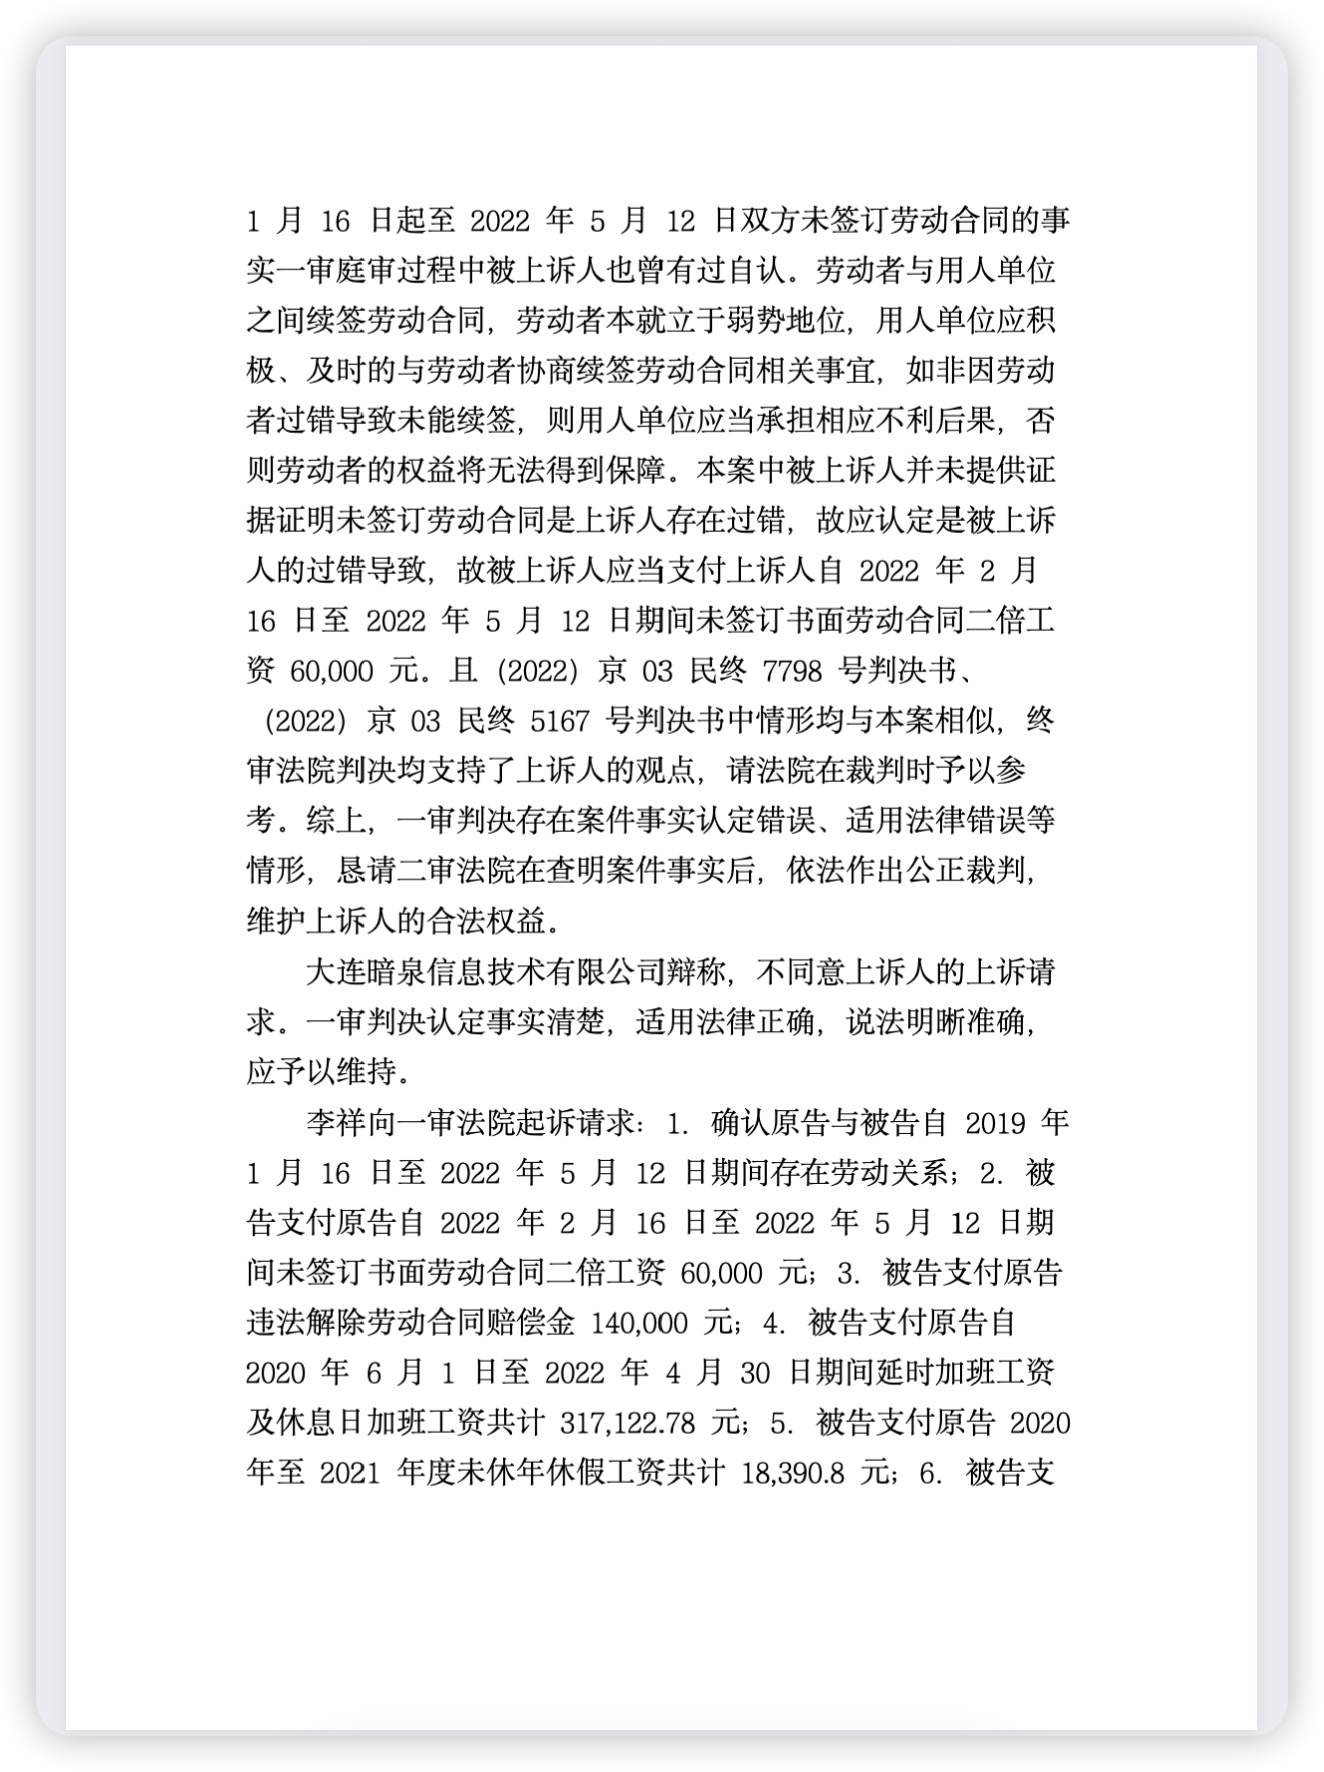 1 月 16 日起至 2022 年 5 月 12 日双方未签订劳动合同的事
实一审庭审过程中被上诉人也曾有过自认。劳动者与用人单位
之间续签劳动合同，劳动者本就立于弱势地位，用人单位应积
极、及时的与劳动者协商续签劳动合同相关事宜，如非因劳动
者过错导致未能续签，则用人单位应当承担相应不利后果，否
则劳动者的权益将无法得到保障。本案中被上诉人并未提供证
据证明未签订劳动合同是上诉人存在过错，故应认定是被上诉
人的过错导致，故被上诉人应当支付上诉人自 2022 年 2 月
16 日至 2022 年 5 月 12 日期间未签订书面劳动合同二倍工
资 60,000 元。且（2022）京 03 民终 7798 号判决书、
（2022）京 03 民终 5167 号判决书中情形均与本案相似，终
审法院判决均支持了上诉人的观点，请法院在裁判时予以参
考。综上，一审判决存在案件事实认定错误、适用法律错误等
情形，恳请二审法院在查明案件事实后，依法作出公正裁判，
维护上诉人的合法权益。
大连暗泉信息技术有限公司辩称，不同意上诉人的上诉请
求。一审判决认定事实清楚，适用法律正确，说法明晰准确，
应予以维持。
李祥向一审法院起诉请求：1. 确认原告与被告自 2019 年
1 月 16 日至 2022 年 5 月 12 日期间存在劳动关系；2. 被
告支付原告自 2022 年 2 月 16 日至 2022 年 5 月 12 日期
间未签订书面劳动合同二倍工资 60,000 元；3. 被告支付原告
违法解除劳动合同赔偿金 140,000 元；4. 被告支付原告自
2020 年 6 月 1 日至 2022 年 4 月 30 日期间延时加班工资
及休息日加班工资共计 317,122.78 元；5. 被告支付原告 2020
年至 2021 年度未休年休假工资共计 18,390.8 元；6. 被告支